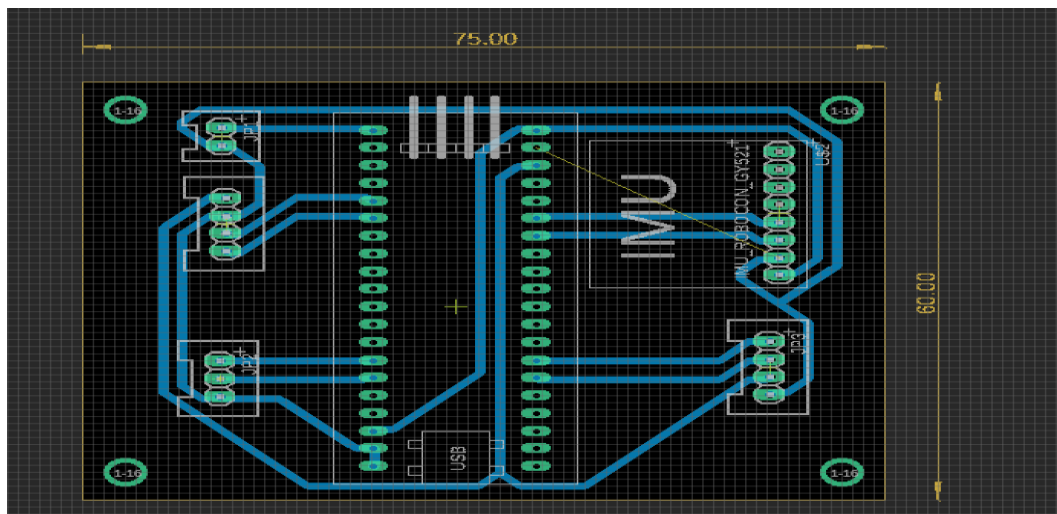 75.00
1-16
1-16
JP1
U$2
IMU
IMU_ROBOCON_GY521
60.00
JP3
JP2
USB
1-16
1-16